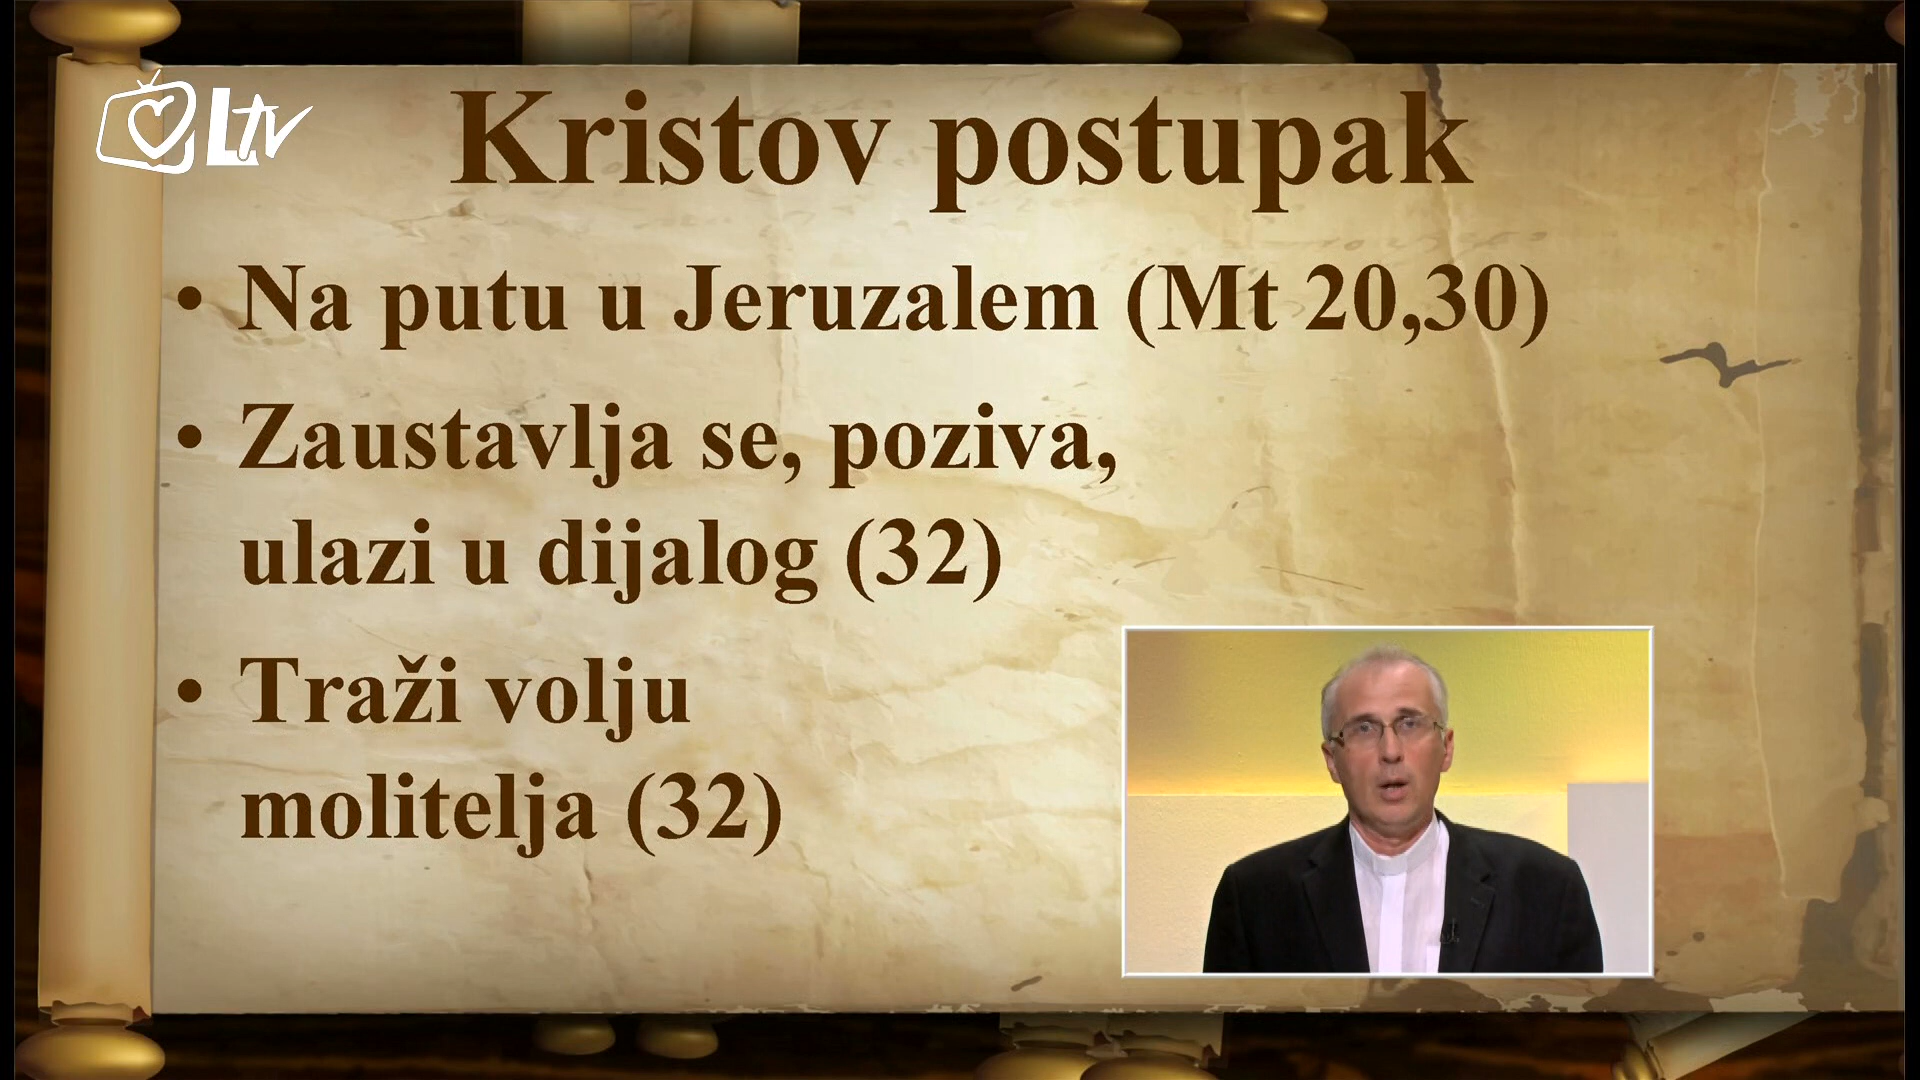 LTV
Kristov postupak
• Na putu u Jeruzalem (Mt 20,30)
• Zaustavlja se, poziva,
ulazi u dijalog (32)
• Traži volju
molitelja (32)